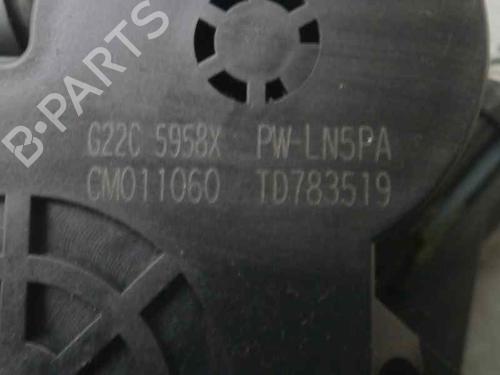 B-PARTS
G22C 5958X PW-LN5PA
CM011060 TD783519